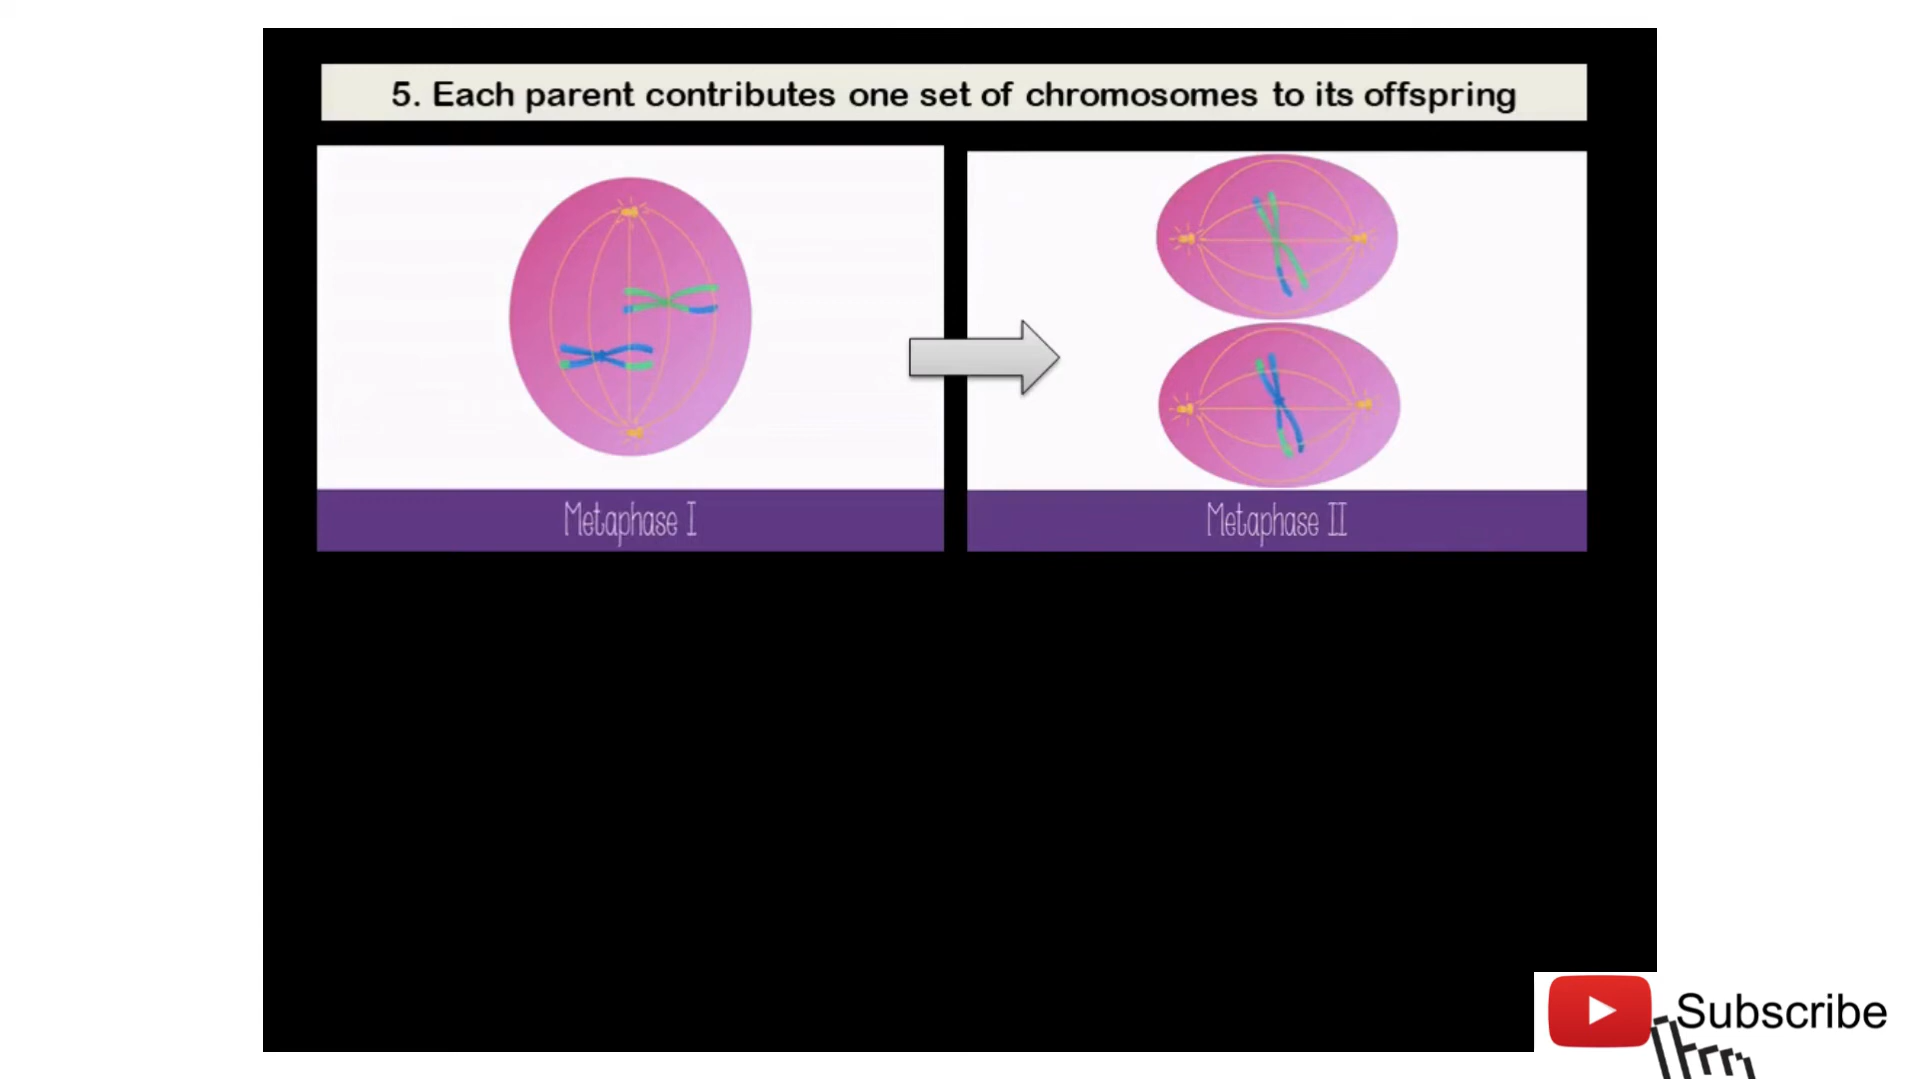 5. Each parent contributes one set of chromosomes to its offspring
Metaphase I
Metaphase II
Subscribe